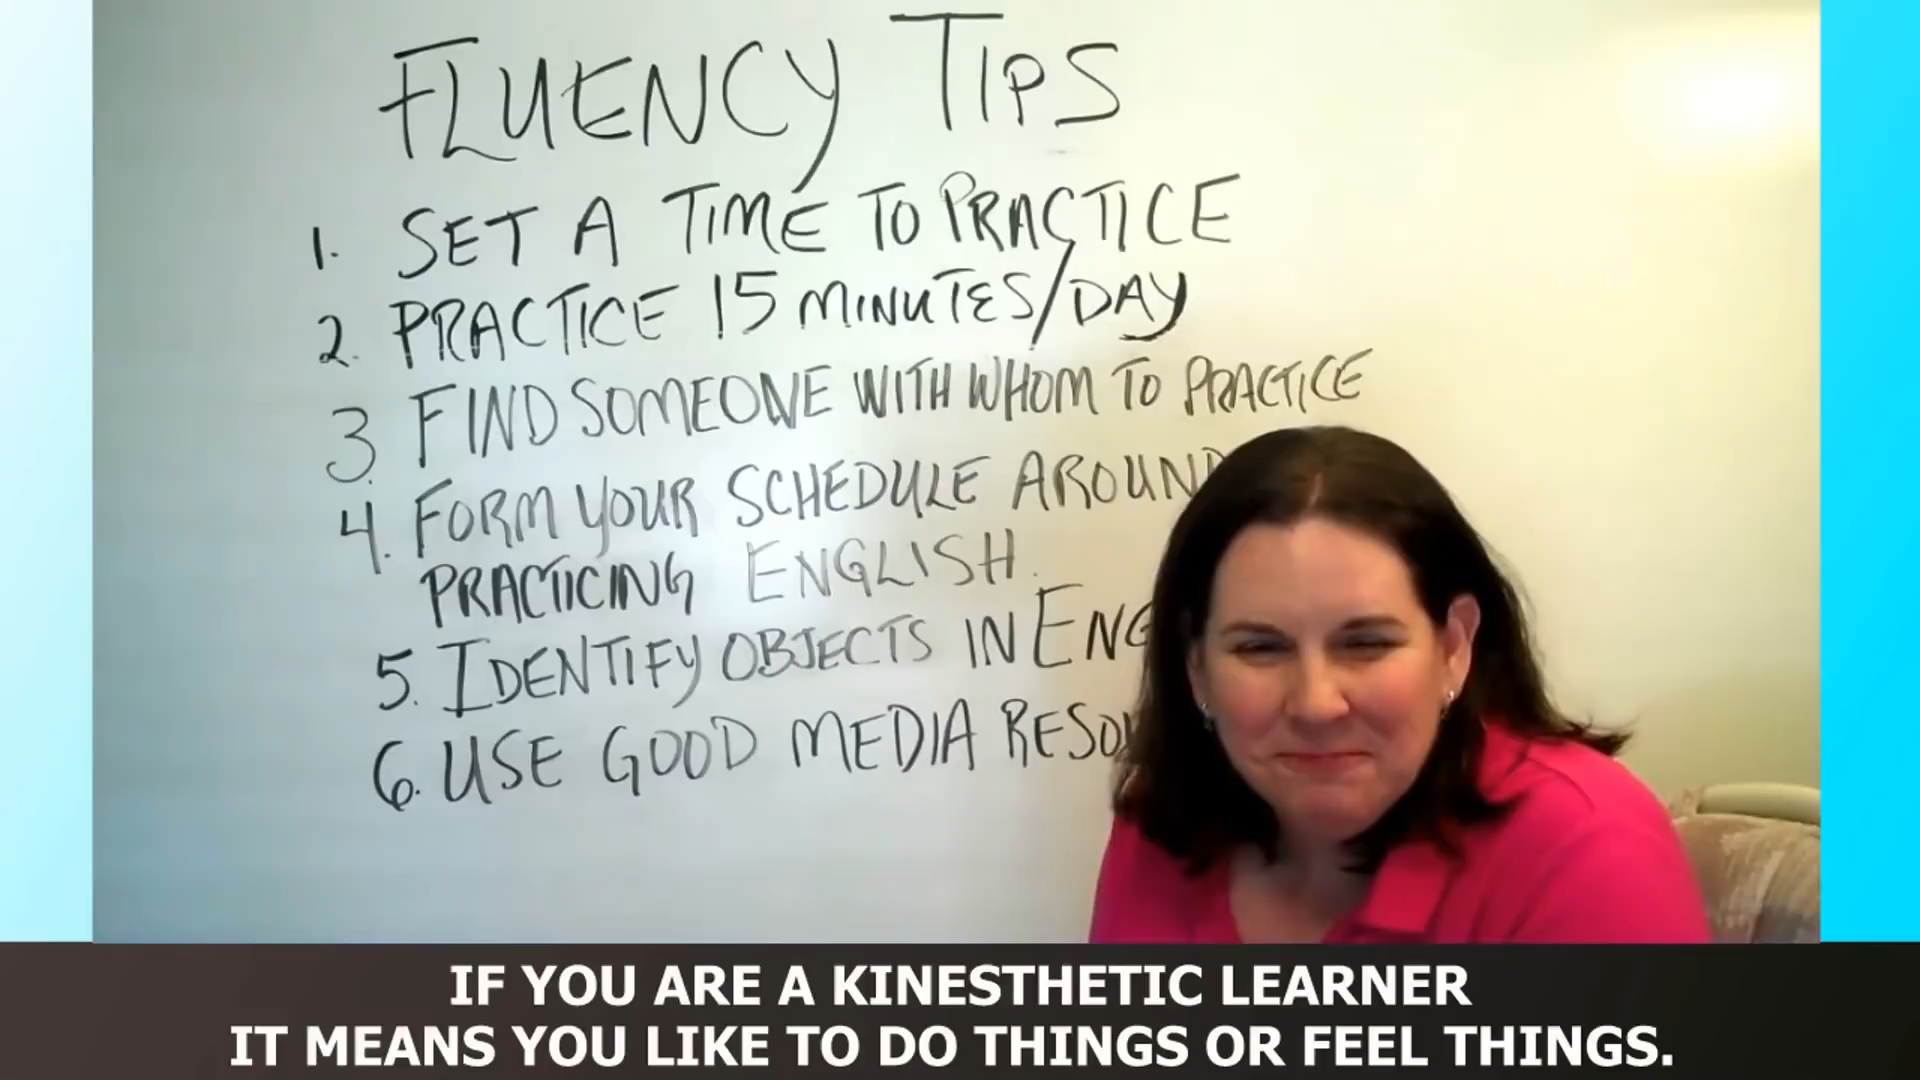 FLUENCY TIPS
1. SET A TIME TO PRACTICE
2. PRACTICE 15 MINUTES/DAY
3. FIND SOMEONE WITH WHOM TO PRACTICE
4. FORM YOUR SCHEDULE AROUND
PRACTICING ENGLISH.
5. IDENTIFY OBJECTS IN
6. USE GOOD MEDIA
IF YOU ARE A KINESTHETIC LEARNER
IT MEANS YOU LIKE TO DO THINGS OR FEEL THINGS.